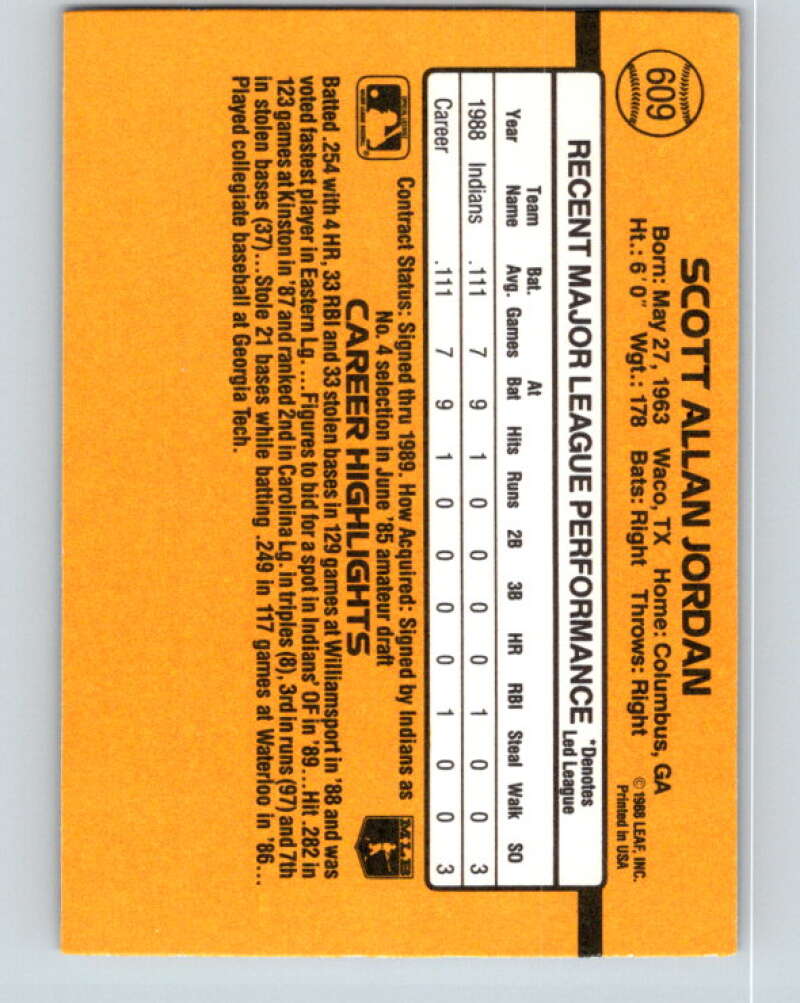 609
SCOTT ALLAN JORDAN
Born: May 27, 1963 Waco, TX Home: Columbus, GA
Ht.: 6'0" Wgt.: 178 Bats: Right Throws: Right
© 1988 LEAF, INC.
Printed in USA
RECENT MAJOR LEAGUE PERFORMANCE
*Denotes
Led League
Year Team Name Bat. Avg. Games At Bat Hits Runs 2B 3B HR RBI Steal Walk SO
1988 Indians .111 7 9 1 0 0 0 0 1 0 0 3
Career .111 7 9 1 0 0 0 0 1 0 0 3
Contract Status: Signed thru 1989. How Acquired: Signed by Indians as
No. 4 selection in June '85 amateur draft
MLB
CAREER HIGHLIGHTS
Batted .254 with 4 HR, 33 RBI and 33 stolen bases in 129 games at Williamsport in '88 and was
voted fastest player in Eastern Lg. ... Figures to bid for a spot in Indians' OF in '89...Hit .282 in
123 games at Kinston in '87 and ranked 2nd in Carolina Lg. in triples (8), 3rd in runs (97) and 7th
in stolen bases (37)...Stole 21 bases while batting .249 in 117 games at Waterloo in '86...
Played collegiate baseball at Georgia Tech.